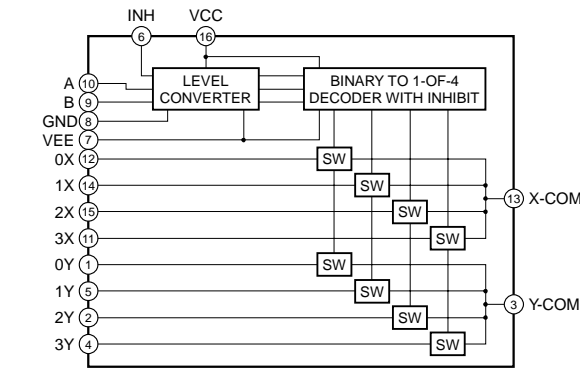 INH VCC
6 16
A 10
B 9
GND 8
VEE 7
LEVEL
CONVERTER
BINARY TO 1-OF-4
DECODER WITH INHIBIT
0X 12 SW
1X 14 SW
13 X-COM
2X 15 SW
3X 11 SW
0Y 1 SW
1Y 5 SW
3 Y-COM
2Y 2 SW
3Y 4 SW